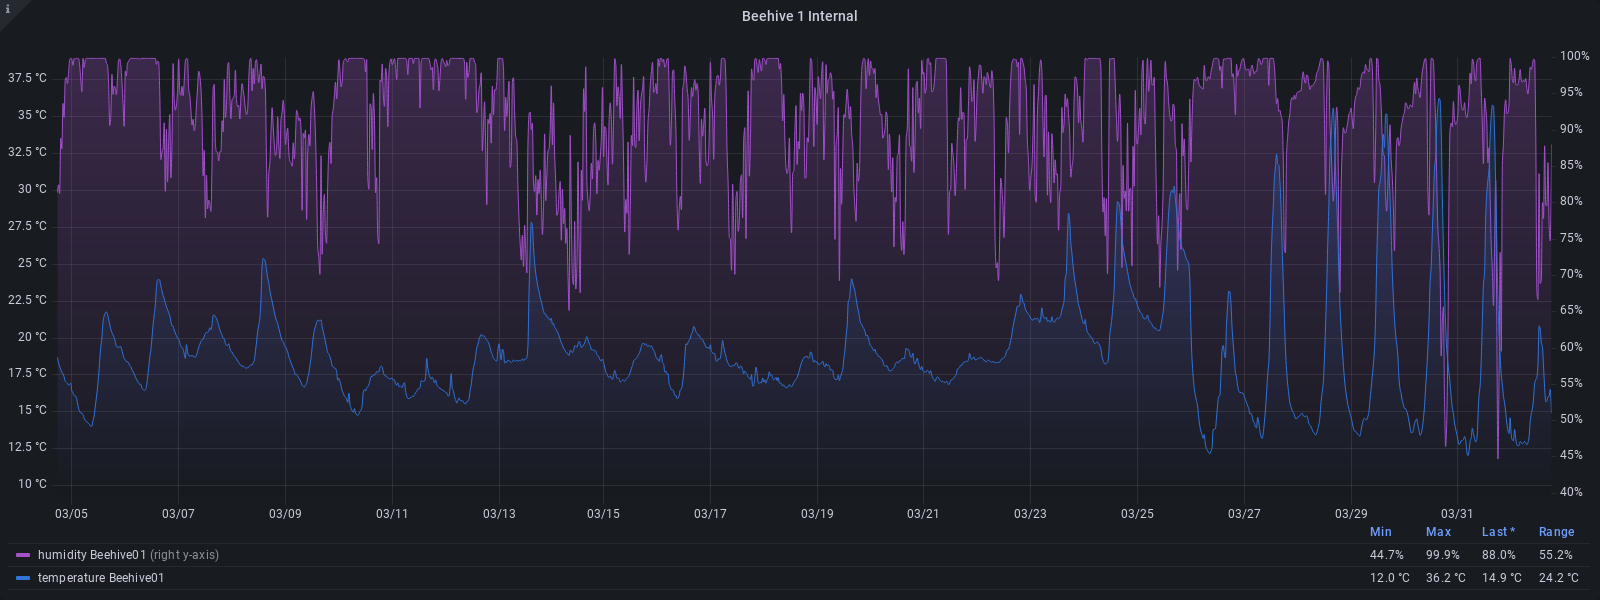 i
Beehive 1 Internal
37.5 °C
35 °C
32.5 °C
30 °C
27.5 °C
25 °C
22.5 °C
20 °C
17.5 °C
15 °C
12.5 °C
10 °C
100%
95%
90%
85%
80%
75%
70%
65%
60%
55%
50%
45%
40%
03/05 03/07 03/09 03/11 03/13 03/15 03/17 03/19 03/21 03/23 03/25 03/27 03/29 03/31
Min Max Last * Range
humidity Beehive01 (right y-axis) 44.7% 99.9% 88.0% 55.2%
temperature Beehive01 12.0 °C 36.2 °C 14.9 °C 24.2 °C